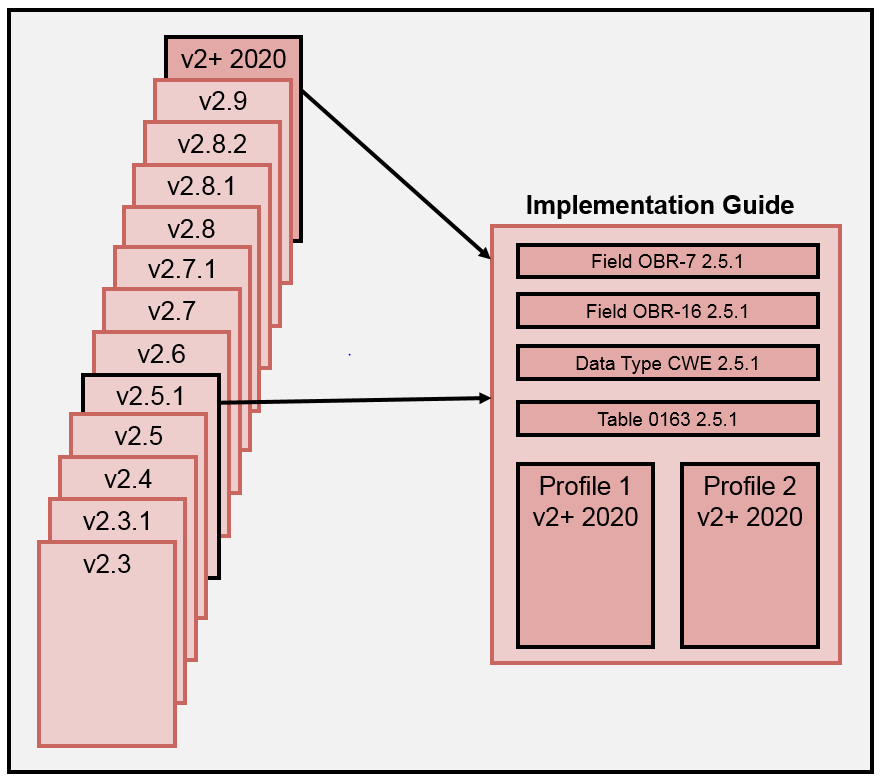 v2+ 2020
v2.9
v2.8.2
v2.8.1
v2.8
v2.7.1
v2.7
v2.6
v2.5.1
v2.5
v2.4
v2.3.1
v2.3
Implementation Guide
Field OBR-7 2.5.1
Field OBR-16 2.5.1
Data Type CWE 2.5.1
Table 0163 2.5.1
Profile 1
v2+ 2020
Profile 2
v2+ 2020